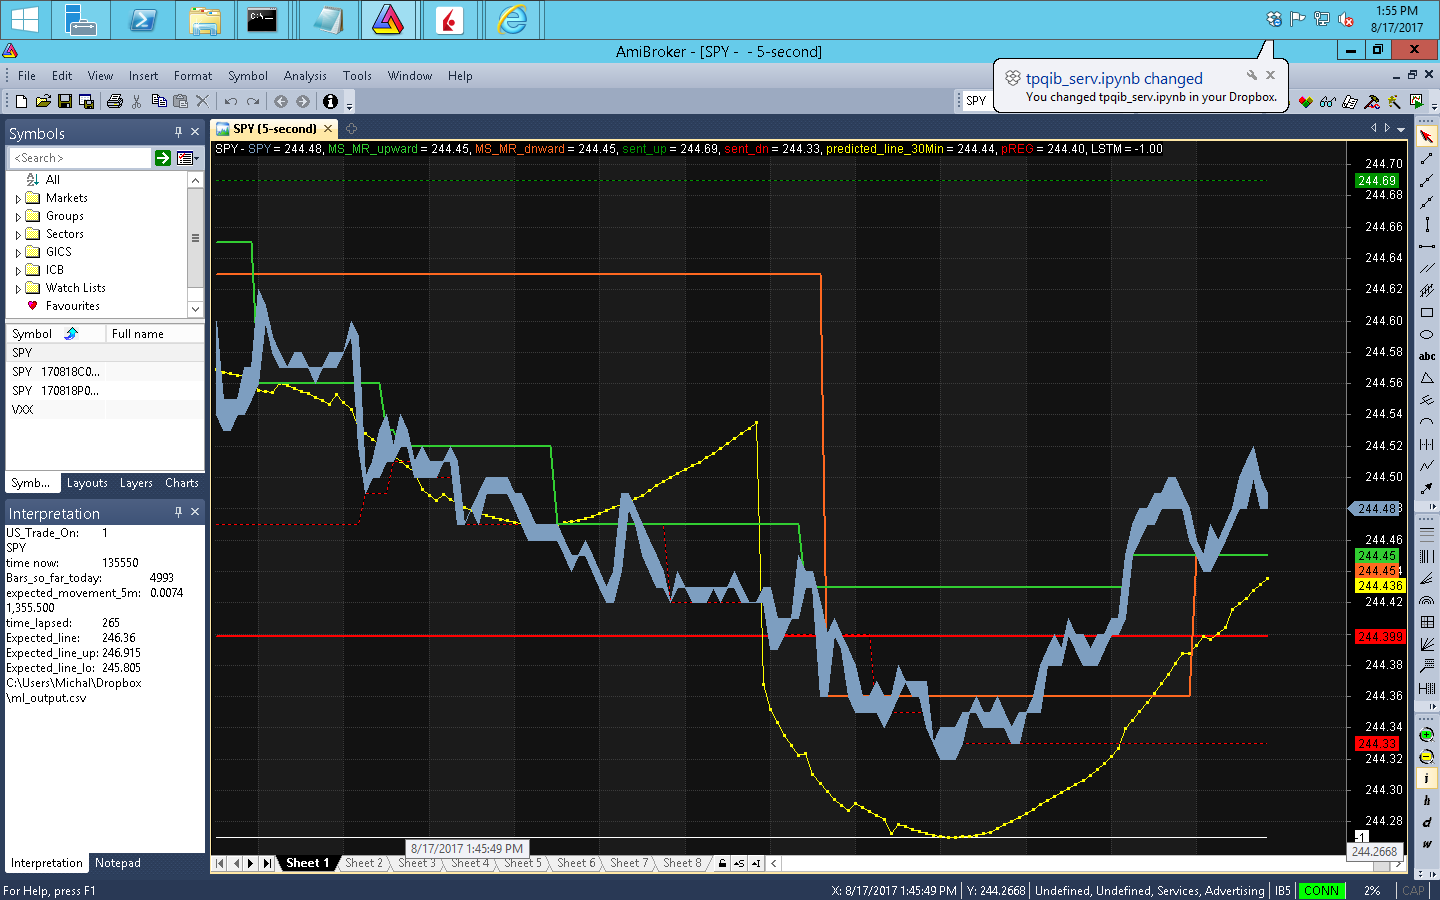 C:\_
1:55 PM
8/17/2017
AmiBroker - [SPY - - 5-second]
File Edit View Insert Format Symbol Analysis Tools Window Help
tpqib_serv.ipynb changed
You changed tpqib_serv.ipynb in your Dropbox.
SPY
Symbols
<Search>
All
Markets
Groups
Sectors
GICS
ICB
Watch Lists
Favourites
Symbol Full name
SPY
SPY 170818C0...
SPY 170818P0...
VXX
Symb... Layouts Layers Charts
Interpretation
US_Trade_On: 1
SPY
time now: 135550
Bars_so_far_today: 4993
expected_movement_5m: 0.0074
1,355.500
time_lapsed: 265
Expected_line: 246.36
Expected_line_up: 246.915
Expected_line_lo: 245.805
C:\Users\Michal\Dropbox
\ml_output.csv
Interpretation Notepad
SPY (5-second)
SPY - SPY = 244.48, MS_MR_upward = 244.45, MS_MR_dnward = 244.45, sent_up = 244.69, sent_dn = 244.33, predicted_line_30Min = 244.44, pREG = 244.40, LSTM = -1.00
244.70
244.69
244.68
244.66
244.64
244.62
244.60
244.58
244.56
244.54
244.52
244.50
244.48
244.46
244.45
244.45
244.436
244.42
244.399
244.38
244.36
244.34
244.33
244.32
244.30
244.28
-1
244.2668
abc
8/17/2017 1:45:49 PM
Sheet 1 Sheet 2 Sheet 3 Sheet 4 Sheet 5 Sheet 6 Sheet 7 Sheet 8
i
h
d
w
For Help, press F1
X: 8/17/2017 1:45:49 PM Y: 244.2668 Undefined, Undefined, Services, Advertising IB5 CONN 2% CAP